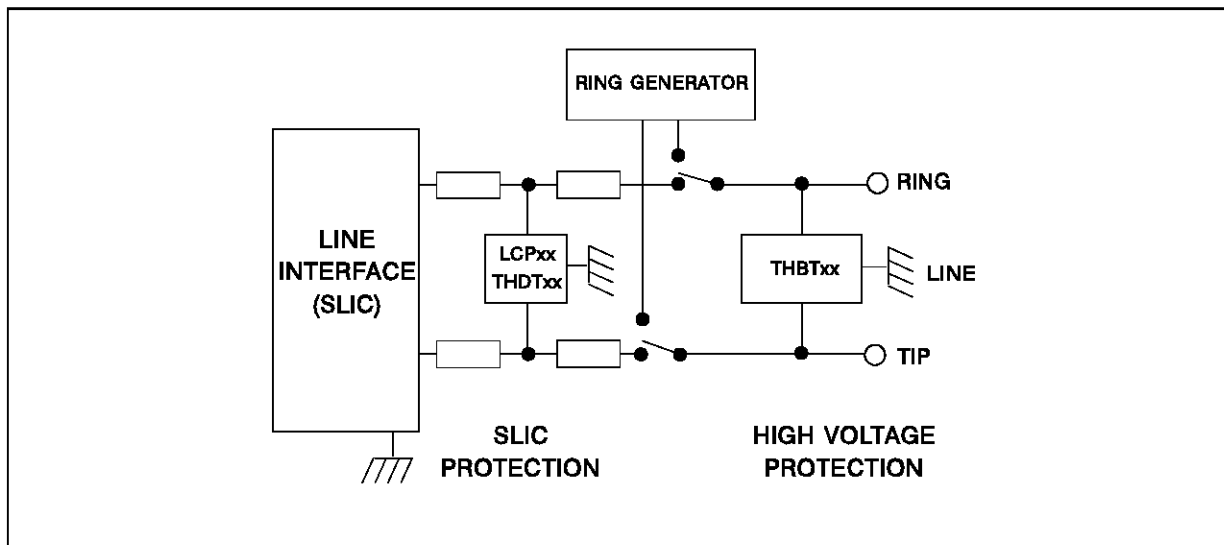 RING GENERATOR
RING
LINE
INTERFACE
(SLIC)
LCPxx
THDTxx
THBTxx
LINE
TIP
SLIC
PROTECTION
HIGH VOLTAGE
PROTECTION